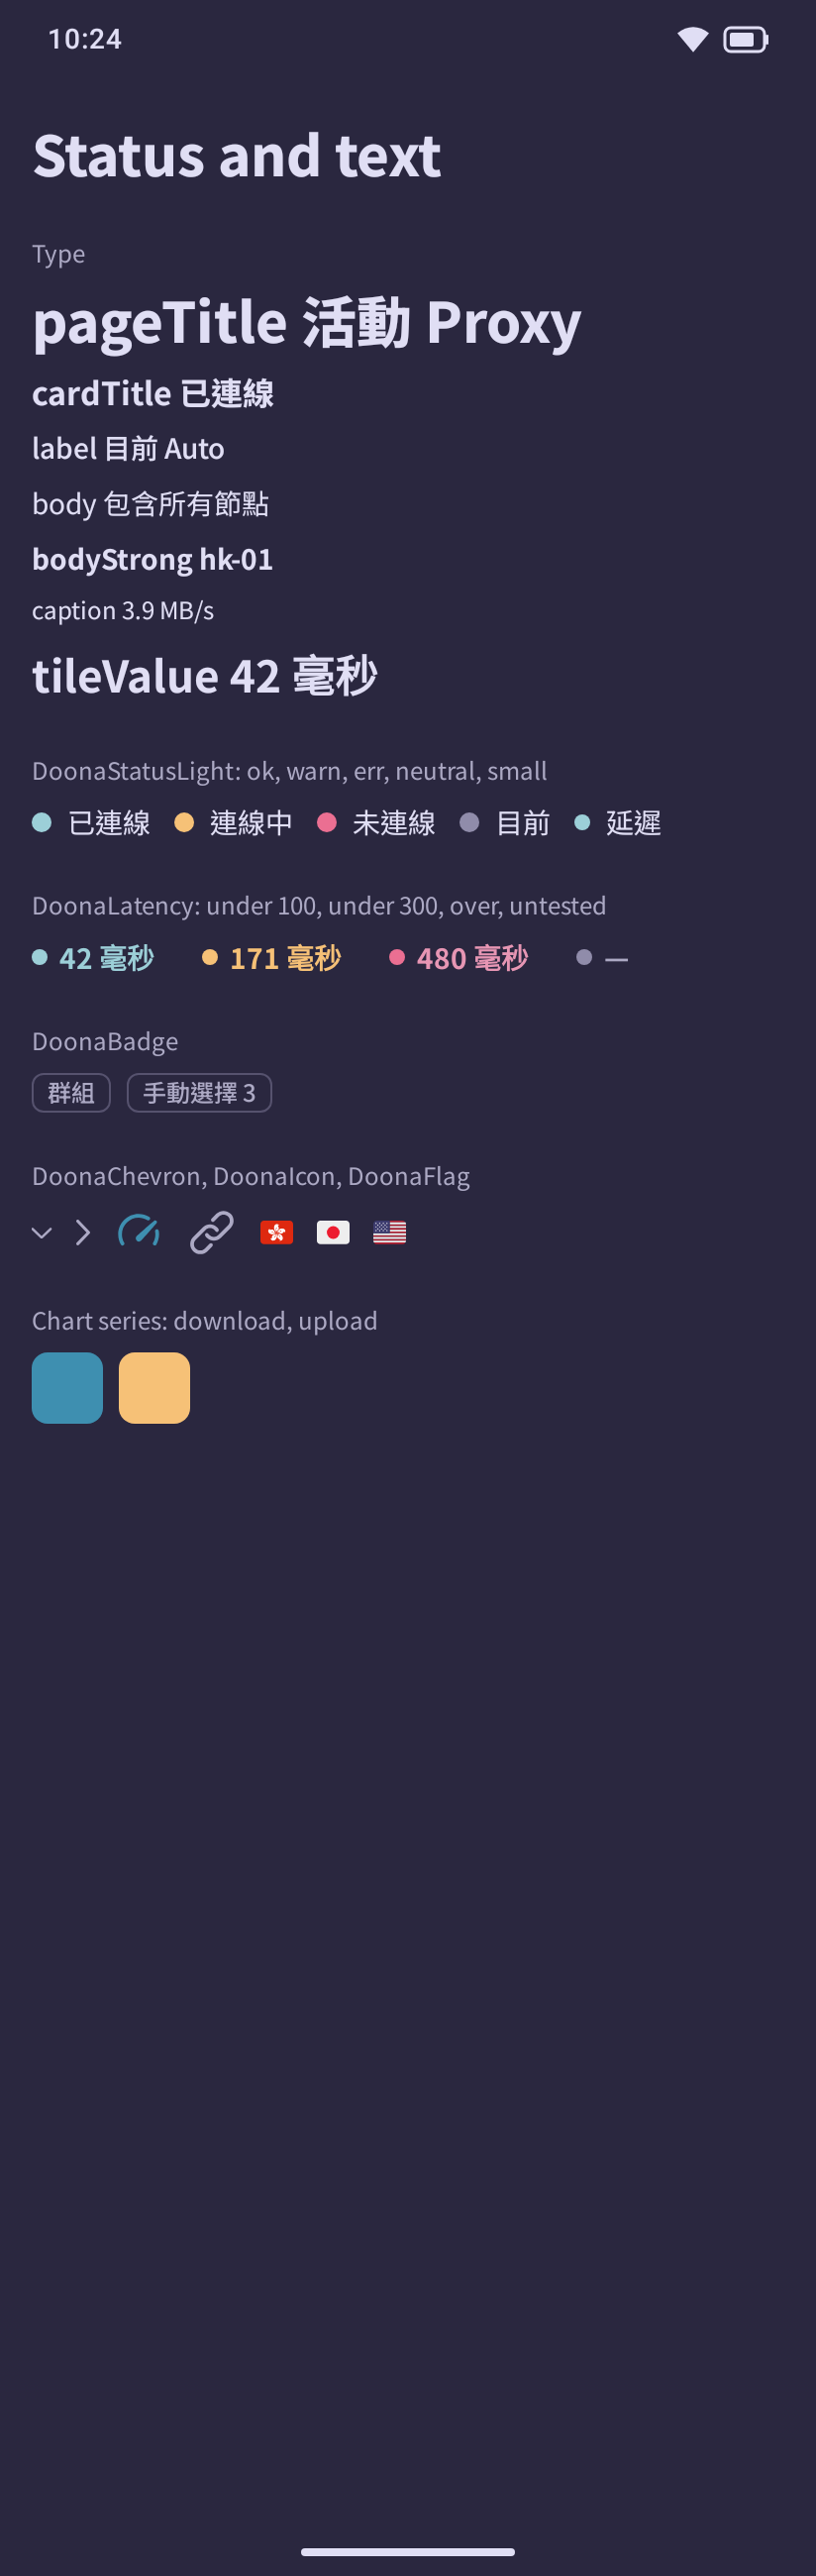 10:24
Status and text
Type
pageTitle 活動 Proxy
cardTitle 已連線
label 目前 Auto
body 包含所有節點
bodyStrong hk-01
caption 3.9 MB/s
tileValue 42 毫秒
DoonaStatusLight: ok, warn, err, neutral, small
已連線 連線中 未連線 目前 延遲
DoonaLatency: under 100, under 300, over, untested
42 毫秒 171 毫秒 480 毫秒 —
DoonaBadge
群組 手動選擇 3
DoonaChevron, DoonaIcon, DoonaFlag
Chart series: download, upload